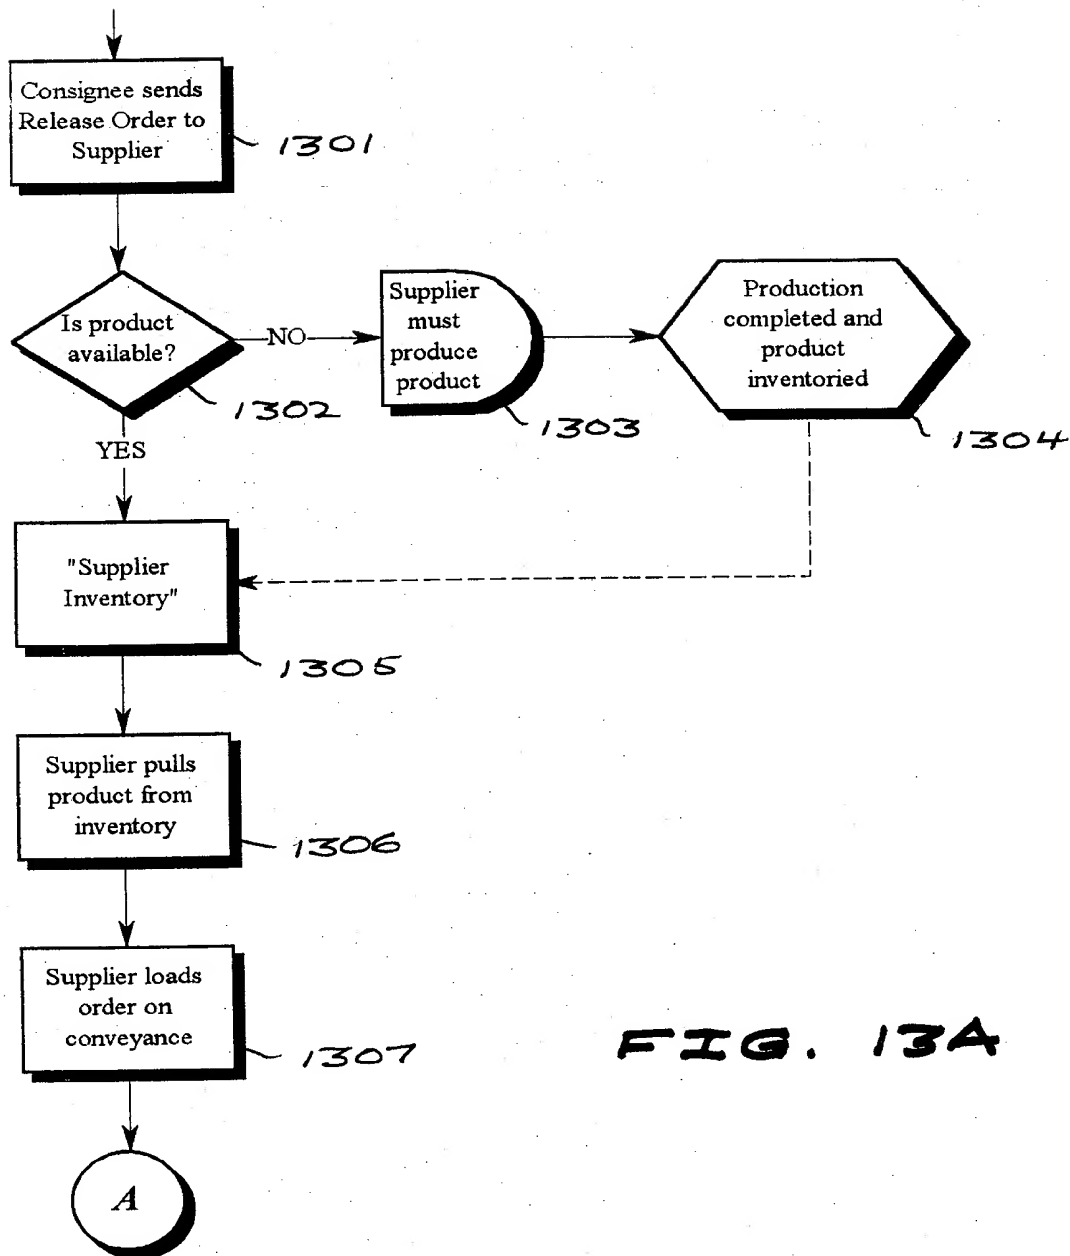 Consignee sends
Release Order to
Supplier
1301
Is product
available?
NO
1302
Supplier
must
produce
product
1303
Production
completed and
product
inventoried
1304
YES
"Supplier
Inventory"
1305
Supplier pulls
product from
inventory
1306
Supplier loads
order on
conveyance
1307
FIG. 13A
A